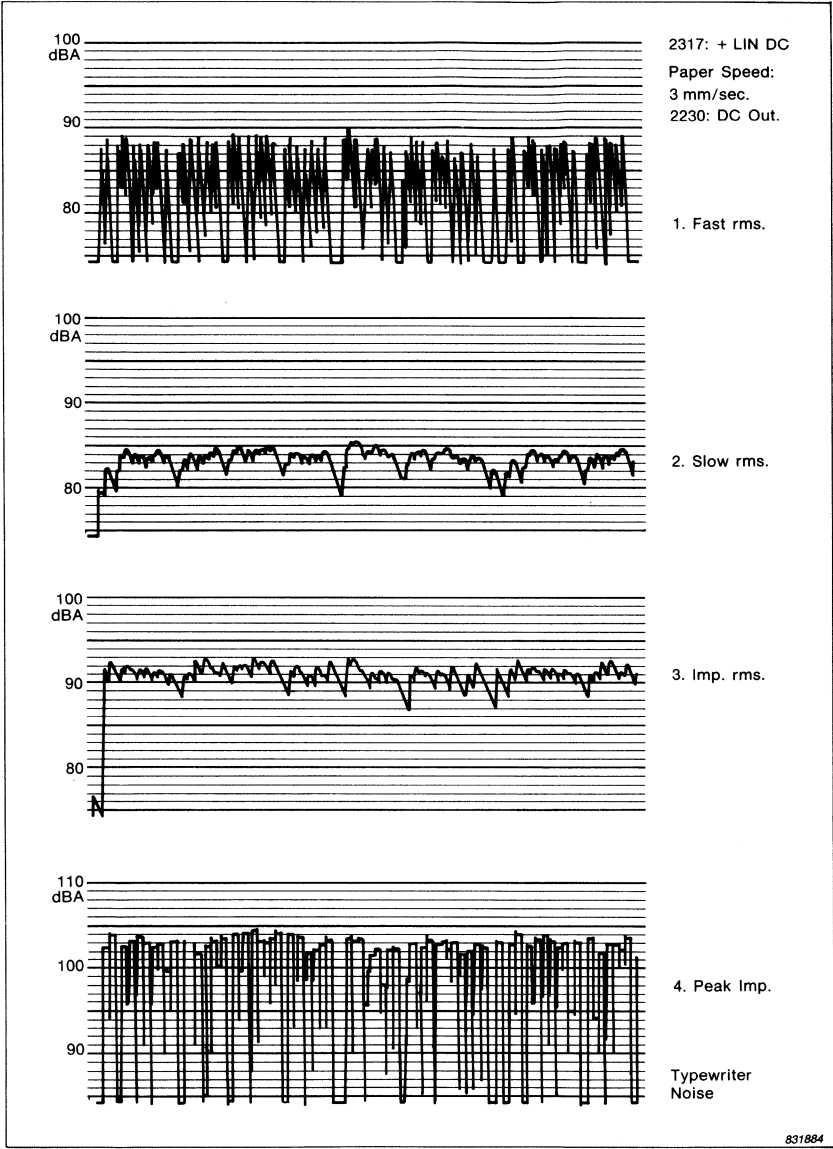 100
dBA
90
80
2317: + LIN DC
Paper Speed:
3 mm/sec.
2230: DC Out.
1. Fast rms.
100
dBA
90
80
2. Slow rms.
100
dBA
90
80
3. Imp. rms.
110
dBA
100
90
4. Peak Imp.
Typewriter
Noise
831884